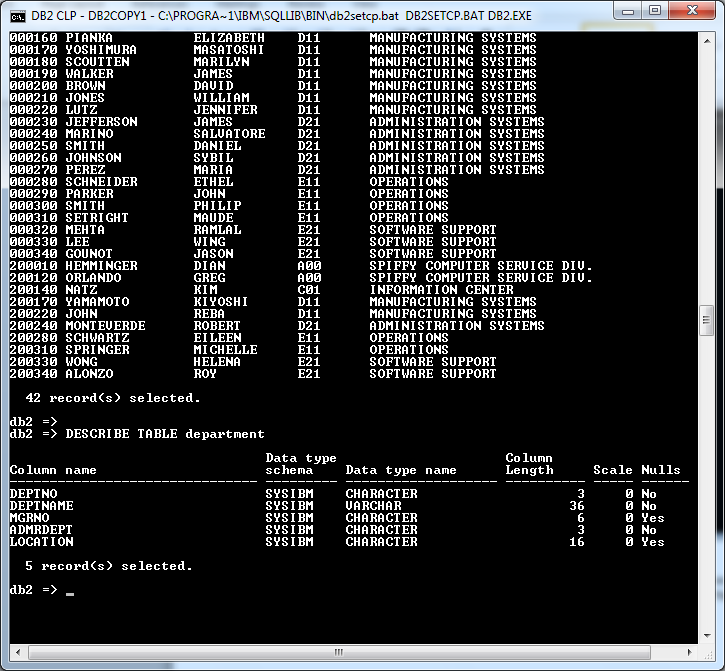 DB2 CLP - DB2COPY1 - C:\PROGRA~1\IBM\SQLLIB\BIN\db2setcp.bat  DB2SETCP.BAT DB2.EXE
000160 PIANKA          ELIZABETH    D11      MANUFACTURING SYSTEMS
000170 YOSHIMURA       MASATOSHI    D11      MANUFACTURING SYSTEMS
000180 SCOUTTEN        MARILYN      D11      MANUFACTURING SYSTEMS
000190 WALKER          JAMES        D11      MANUFACTURING SYSTEMS
000200 BROWN           DAVID        D11      MANUFACTURING SYSTEMS
000210 JONES           WILLIAM      D11      MANUFACTURING SYSTEMS
000220 LUTZ            JENNIFER     D11      MANUFACTURING SYSTEMS
000230 JEFFERSON       JAMES        D21      ADMINISTRATION SYSTEMS
000240 MARINO          SALVATORE    D21      ADMINISTRATION SYSTEMS
000250 SMITH           DANIEL       D21      ADMINISTRATION SYSTEMS
000260 JOHNSON         SYBIL        D21      ADMINISTRATION SYSTEMS
000270 PEREZ           MARIA        D21      ADMINISTRATION SYSTEMS
000280 SCHNEIDER       ETHEL        E11      OPERATIONS
000290 PARKER          JOHN         E11      OPERATIONS
000300 SMITH           PHILIP       E11      OPERATIONS
000310 SETRIGHT        MAUDE        E11      OPERATIONS
000320 MEHTA           RAMLAL       E21      SOFTWARE SUPPORT
000330 LEE             WING         E21      SOFTWARE SUPPORT
000340 GOUNOT          JASON        E21      SOFTWARE SUPPORT
200010 HEMMINGER       DIAN         A00      SPIFFY COMPUTER SERVICE DIV.
200120 ORLANDO         GREG         A00      SPIFFY COMPUTER SERVICE DIV.
200140 NATZ            KIM          C01      INFORMATION CENTER
200170 YAMAMOTO        KIYOSHI      D11      MANUFACTURING SYSTEMS
200220 JOHN            REBA         D11      MANUFACTURING SYSTEMS
200240 MONTEVERDE      ROBERT       D21      ADMINISTRATION SYSTEMS
200280 SCHWARTZ        EILEEN       E11      OPERATIONS
200310 SPRINGER        MICHELLE     E11      OPERATIONS
200330 WONG            HELENA       E21      SOFTWARE SUPPORT
200340 ALONZO          ROY          E21      SOFTWARE SUPPORT
42 record(s) selected.
db2 =>
db2 => DESCRIBE TABLE department
Data type                     Column
Column name                     schema    Data type name      Length     Scale Nulls
------------------------------- --------- ------------------- ---------- ----- ------
DEPTNO                          SYSIBM    CHARACTER                    3     0 No
DEPTNAME                        SYSIBM    VARCHAR                     36     0 No
MGRNO                           SYSIBM    CHARACTER                    6     0 Yes
ADMRDEPT                        SYSIBM    CHARACTER                    3     0 No
LOCATION                        SYSIBM    CHARACTER                   16     0 Yes
5 record(s) selected.
db2 => _